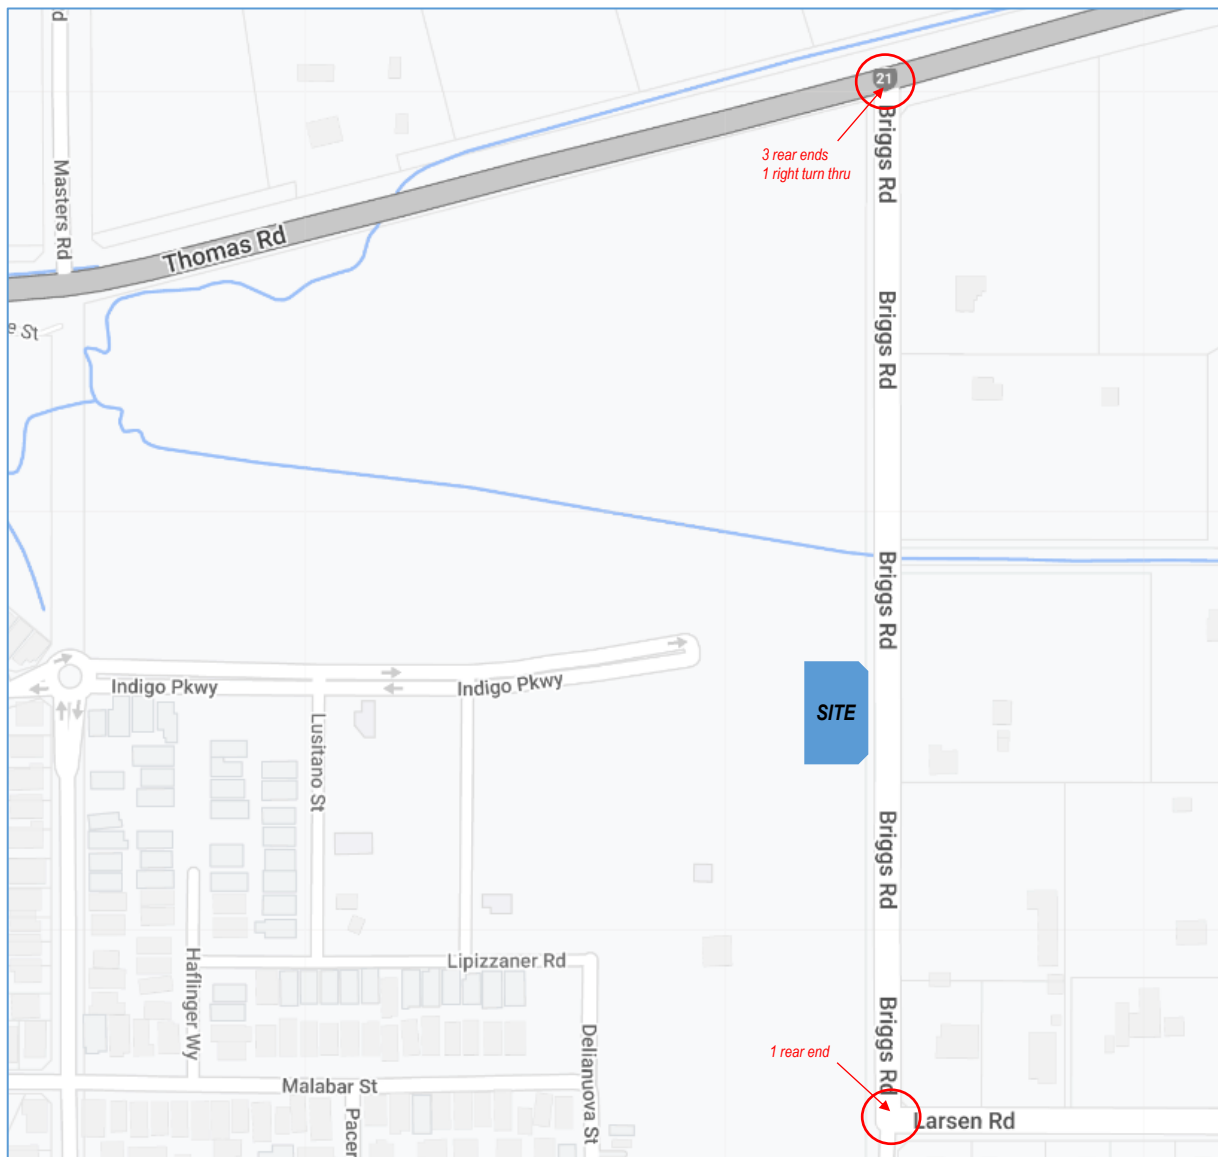 d
21
Briggs Rd
3 rear ends
1 right turn thru
Masters Rd
Thomas Rd
Briggs Rd
e St
Briggs Rd
Indigo Pkwy
Indigo Pkwy
SITE
Lusitano St
Briggs Rd
Lipizzaner Rd
Haflinger Wy
Briggs Rd
Delianuova St
1 rear end
Malabar St
Pacer
Larsen Rd